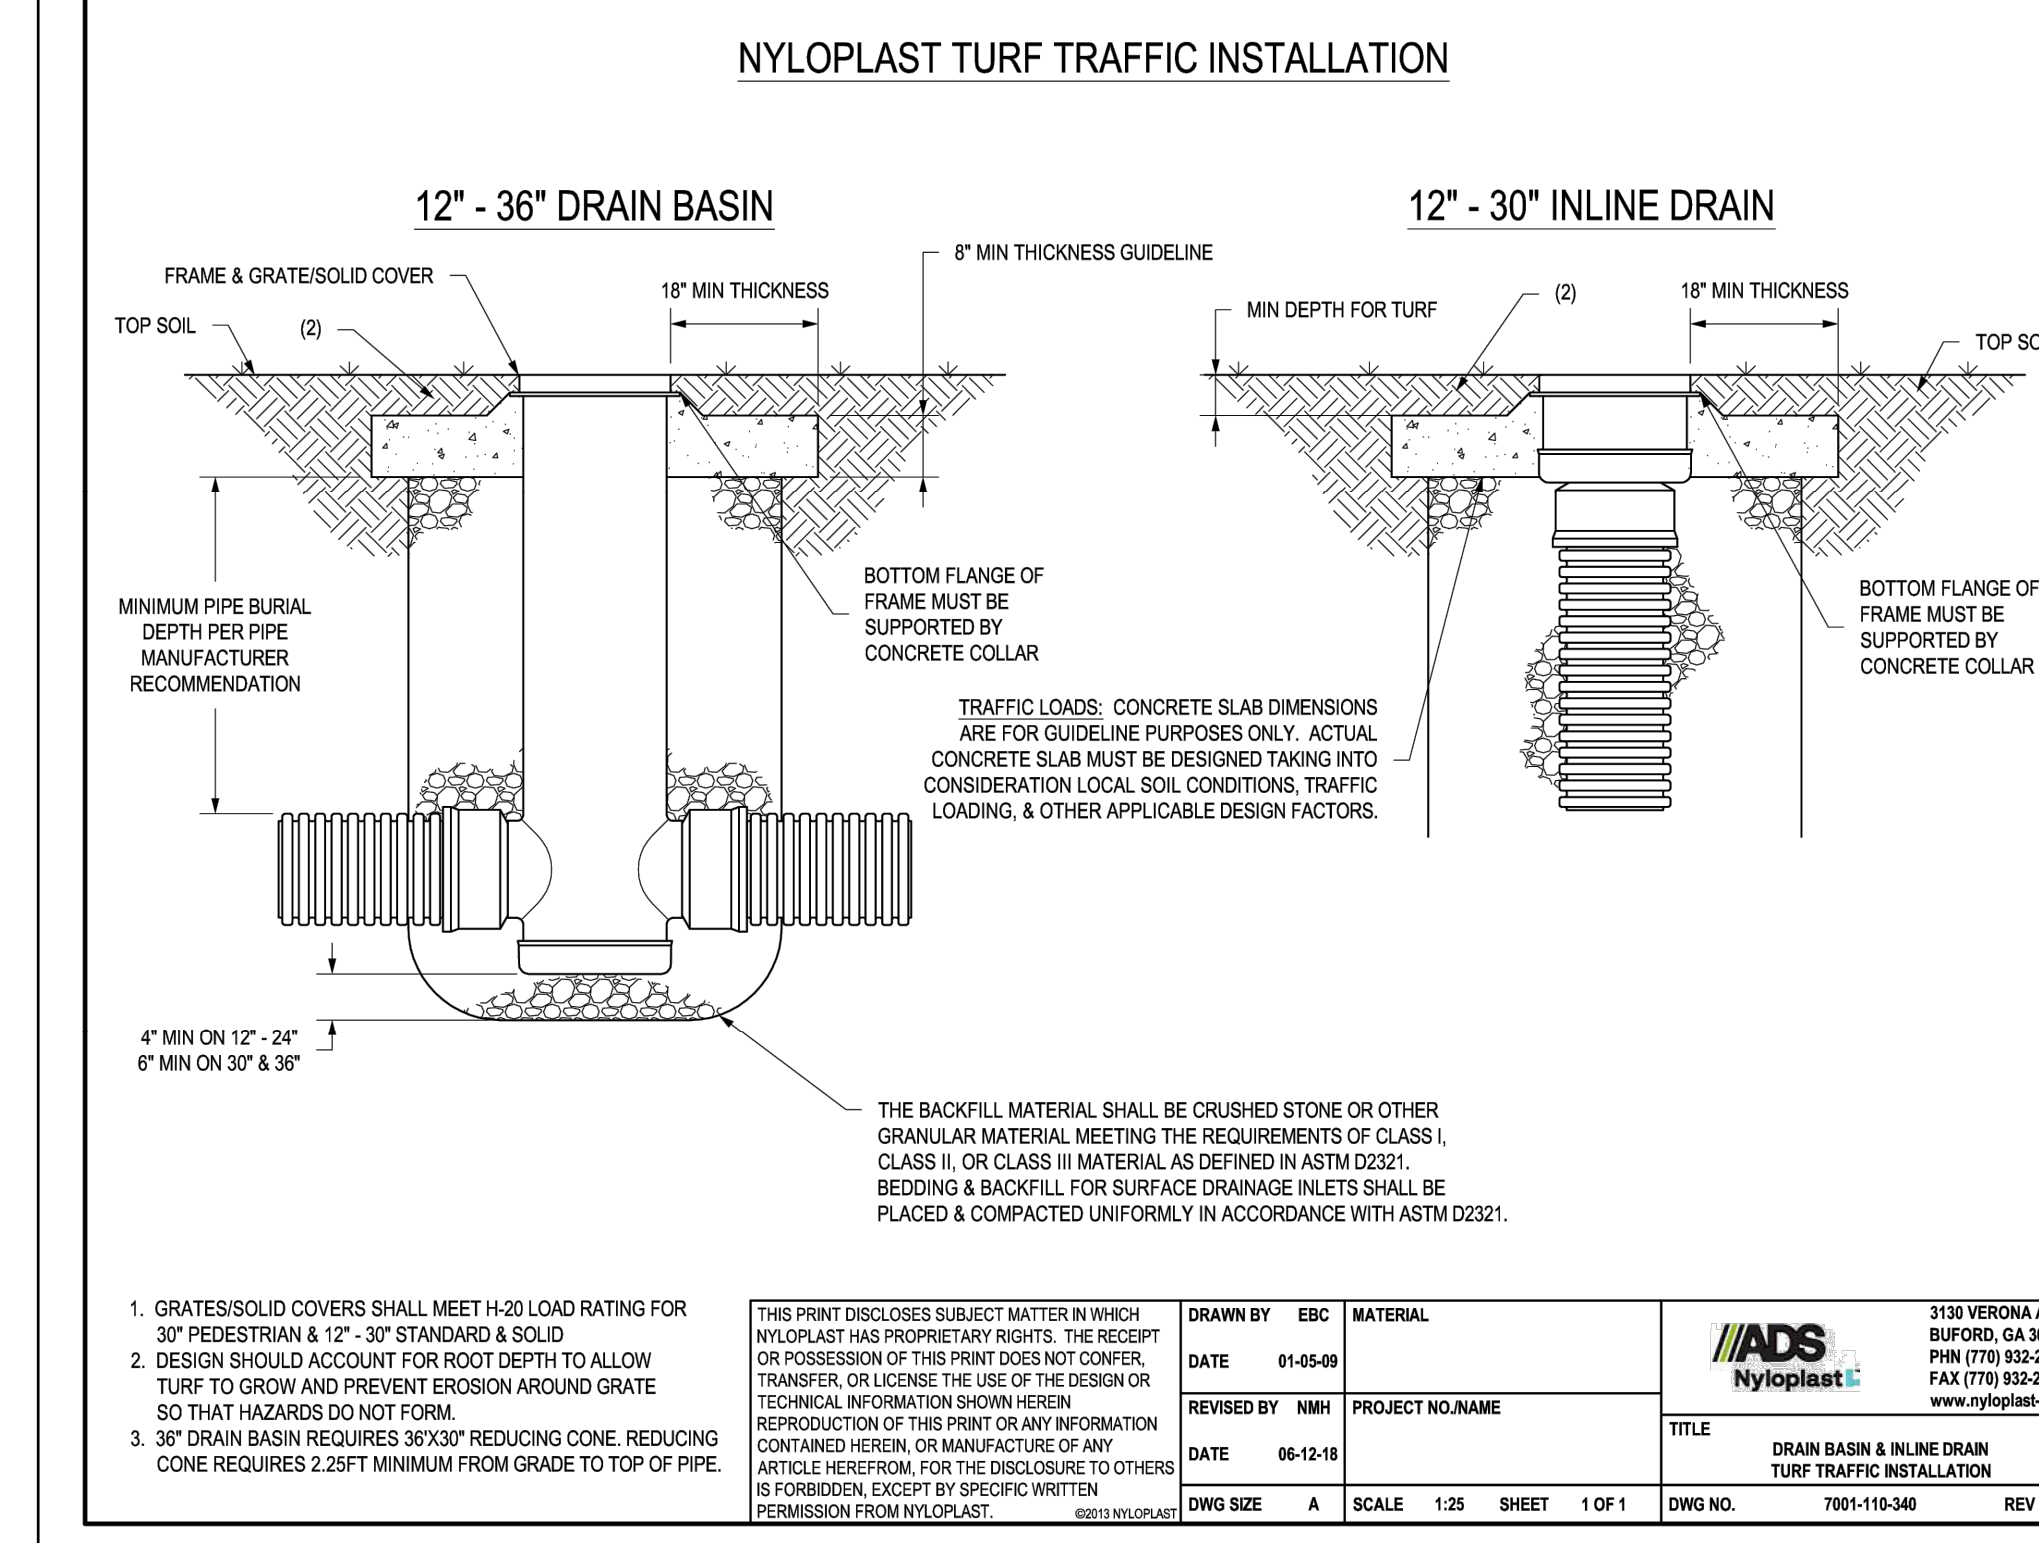 NYLOPLAST TURF TRAFFIC INSTALLATION
12" - 36" DRAIN BASIN
FRAME & GRATE/SOLID COVER
TOP SOIL
(2)
18" MIN THICKNESS
8" MIN THICKNESS GUIDELINE
MINIMUM PIPE BURIAL
DEPTH PER PIPE
MANUFACTURER
RECOMMENDATION
BOTTOM FLANGE OF
FRAME MUST BE
SUPPORTED BY
CONCRETE COLLAR
4" MIN ON 12" - 24"
6" MIN ON 30" & 36"
12" - 30" INLINE DRAIN
MIN DEPTH FOR TURF
(2)
18" MIN THICKNESS
TOP SO
BOTTOM FLANGE OF
FRAME MUST BE
SUPPORTED BY
CONCRETE COLLAR
TRAFFIC LOADS: CONCRETE SLAB DIMENSIONS
ARE FOR GUIDELINE PURPOSES ONLY. ACTUAL
CONCRETE SLAB MUST BE DESIGNED TAKING INTO
CONSIDERATION LOCAL SOIL CONDITIONS, TRAFFIC
LOADING, & OTHER APPLICABLE DESIGN FACTORS.
THE BACKFILL MATERIAL SHALL BE CRUSHED STONE OR OTHER
GRANULAR MATERIAL MEETING THE REQUIREMENTS OF CLASS I,
CLASS II, OR CLASS III MATERIAL AS DEFINED IN ASTM D2321.
BEDDING & BACKFILL FOR SURFACE DRAINAGE INLETS SHALL BE
PLACED & COMPACTED UNIFORMLY IN ACCORDANCE WITH ASTM D2321.
1. GRATES/SOLID COVERS SHALL MEET H-20 LOAD RATING FOR
30" PEDESTRIAN & 12" - 30" STANDARD & SOLID
2. DESIGN SHOULD ACCOUNT FOR ROOT DEPTH TO ALLOW
TURF TO GROW AND PREVENT EROSION AROUND GRATE
SO THAT HAZARDS DO NOT FORM.
3. 36" DRAIN BASIN REQUIRES 36'X30" REDUCING CONE. REDUCING
CONE REQUIRES 2.25FT MINIMUM FROM GRADE TO TOP OF PIPE.
THIS PRINT DISCLOSES SUBJECT MATTER IN WHICH
NYLOPLAST HAS PROPRIETARY RIGHTS. THE RECEIPT
OR POSSESSION OF THIS PRINT DOES NOT CONFER,
TRANSFER, OR LICENSE THE USE OF THE DESIGN OR
TECHNICAL INFORMATION SHOWN HEREIN
REPRODUCTION OF THIS PRINT OR ANY INFORMATION
CONTAINED HEREIN, OR MANUFACTURE OF ANY
ARTICLE HEREFROM, FOR THE DISCLOSURE TO OTHERS
IS FORBIDDEN, EXCEPT BY SPECIFIC WRITTEN
PERMISSION FROM NYLOPLAST. ©2013 NYLOPLAST
DRAWN BY EBC
DATE 01-05-09
REVISED BY NMH
DATE 06-12-18
DWG SIZE A
MATERIAL
PROJECT NO./NAME
SCALE 1:25 SHEET 1 OF 1
ADS
Nyloplast
3130 VERONA A
BUFORD, GA 30
PHN (770) 932-2
FAX (770) 932-2
www.nyloplast-
TITLE
DRAIN BASIN & INLINE DRAIN
TURF TRAFFIC INSTALLATION
DWG NO. 7001-110-340 REV